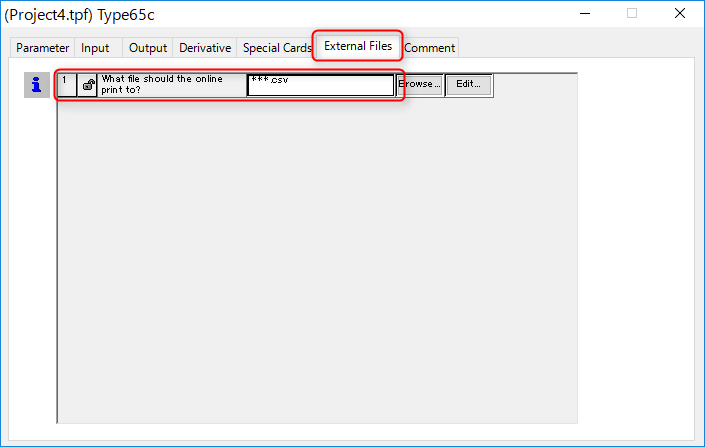 (Project4.tpf) Type65c
Parameter Input Output Derivative Special Cards External Files Comment
i 1 What file should the online ***.csv Browse... Edit...
print to?